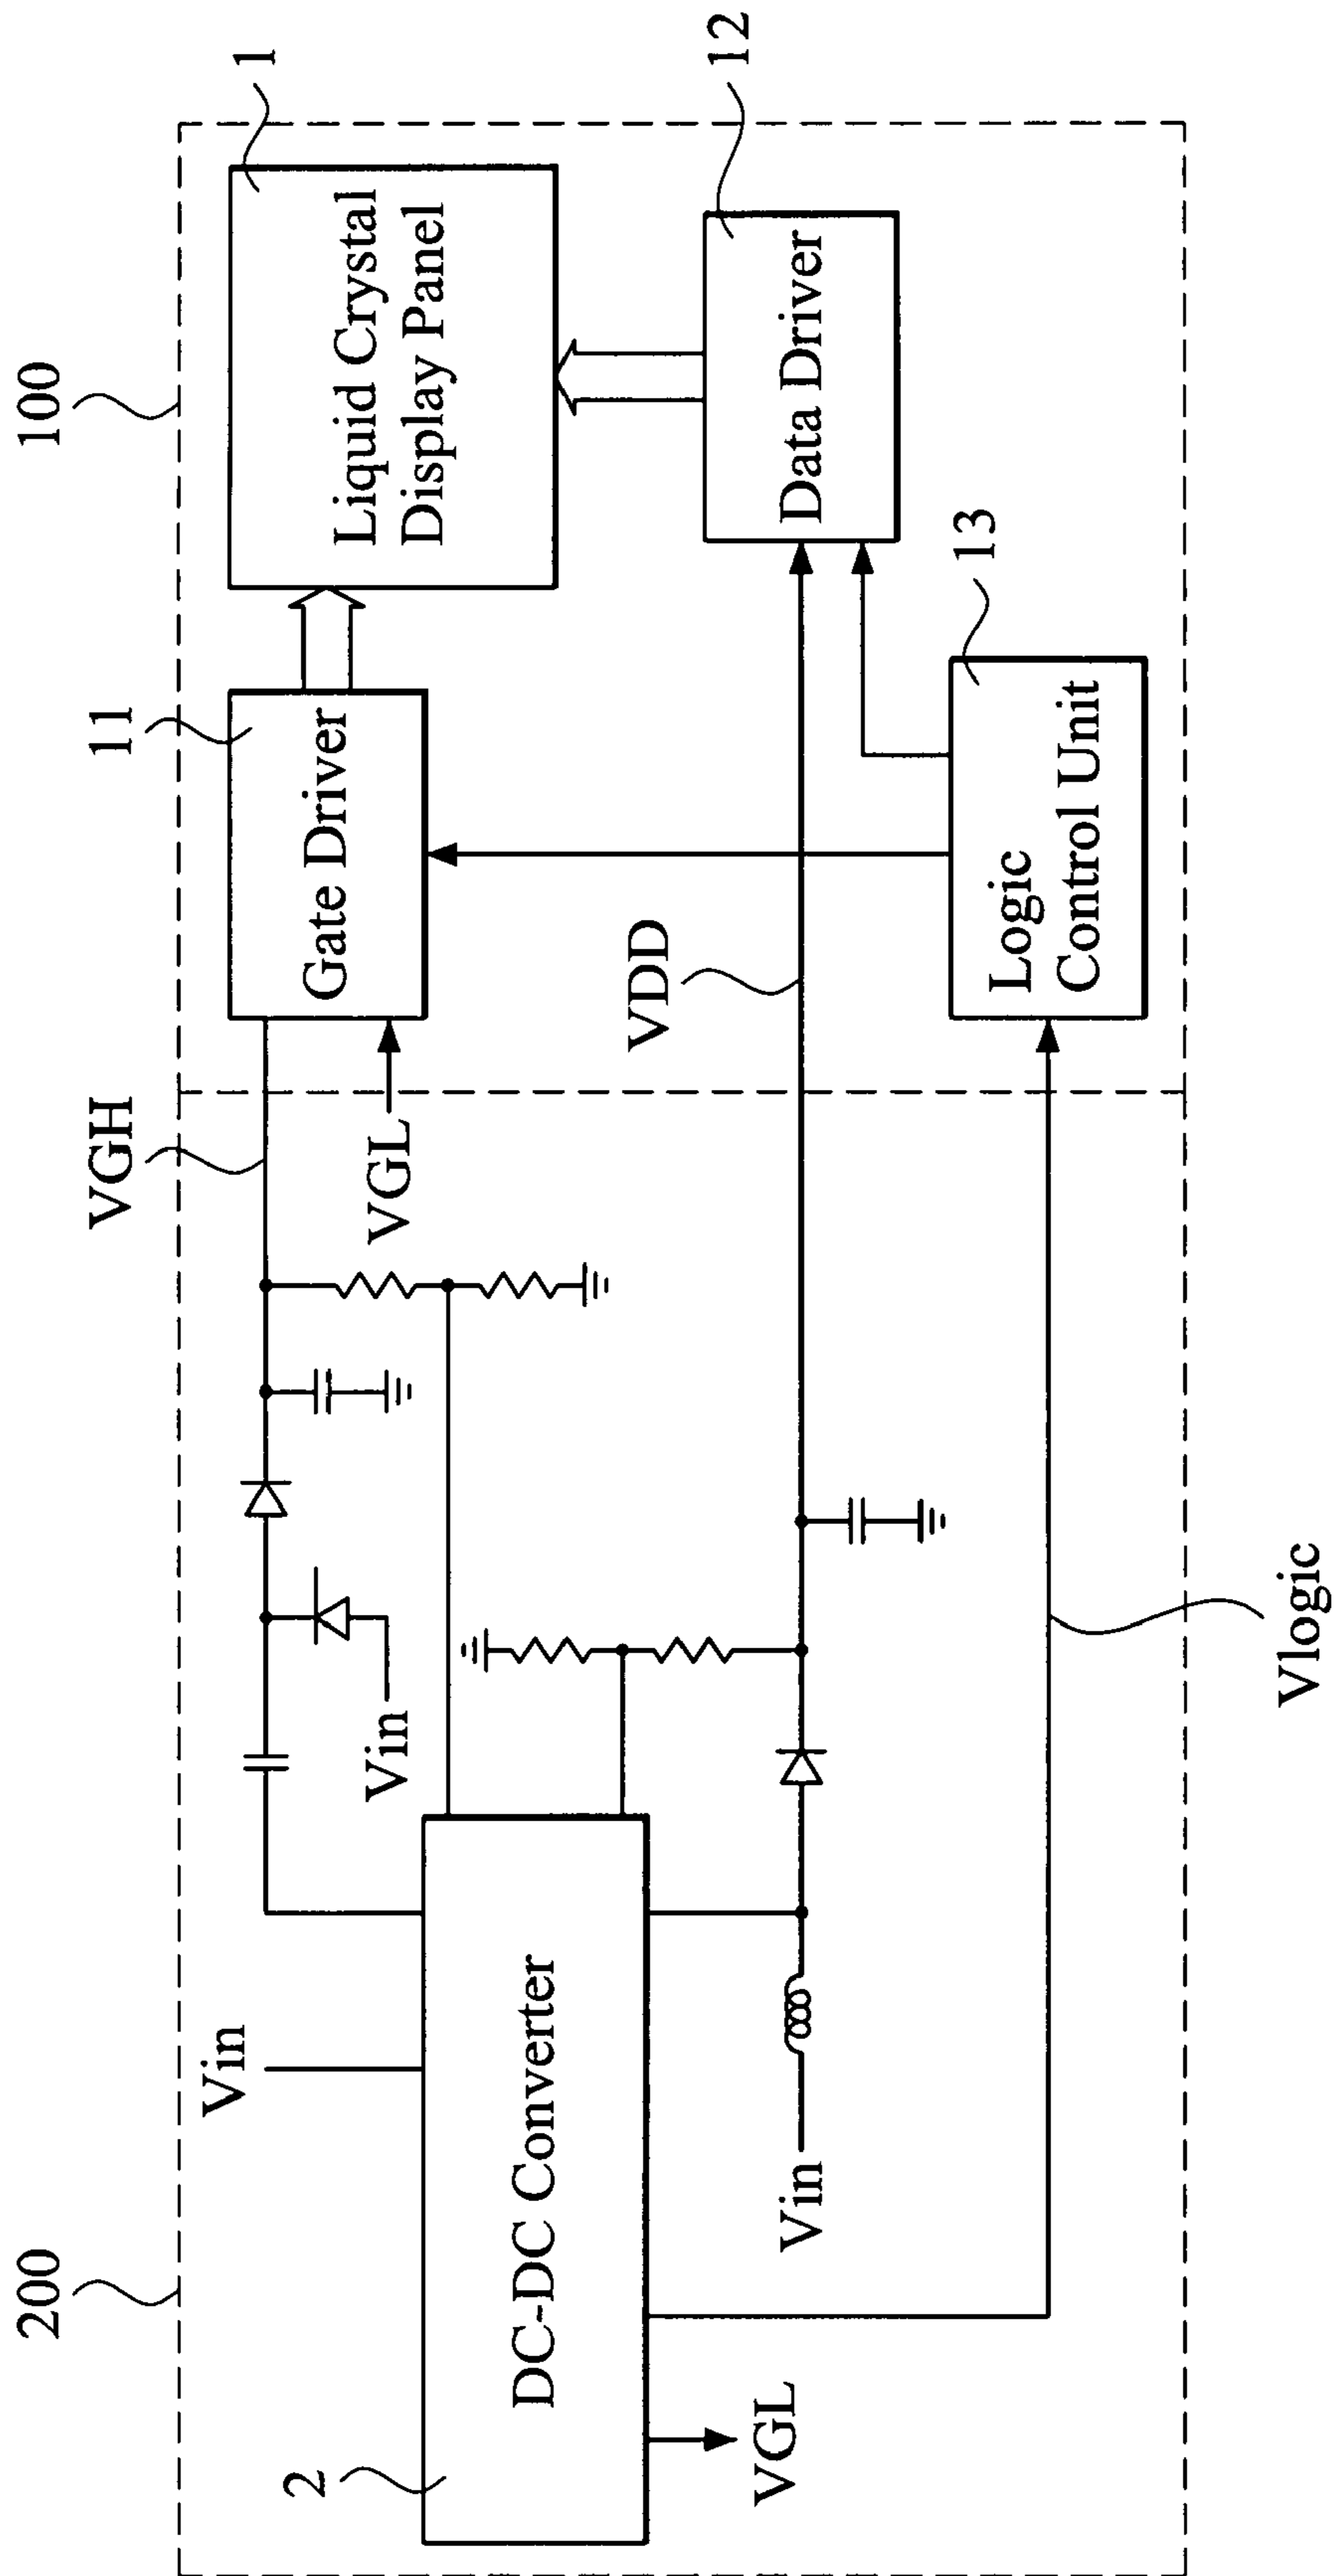 200
100
1
Liquid Crystal
Display Panel
11
Gate Driver
VGH
VGL
12
Data Driver
VDD
13
Logic
Control Unit
Vin
Vin
2
DC-DC Converter
Vin
VGL
Vlogic